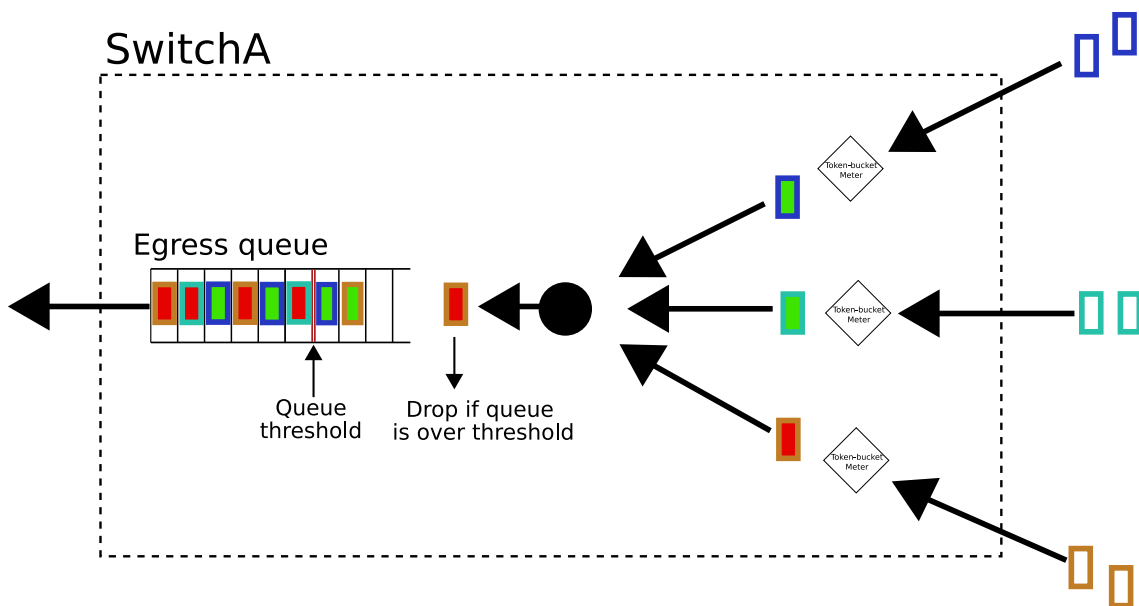 SwitchA
Token-bucket
Meter
Egress queue
Token-bucket
Meter
Queue
threshold
Drop if queue
is over threshold
Token-bucket
Meter